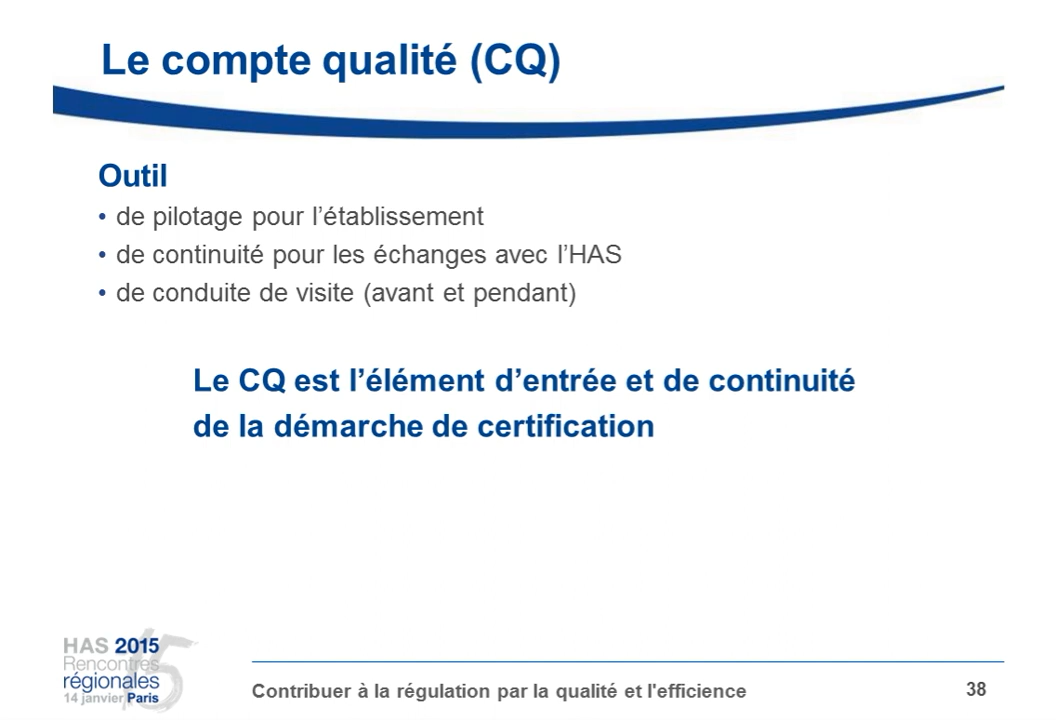 Le compte qualité (CQ)
Outil
• de pilotage pour l’établissement
• de continuité pour les échanges avec l’HAS
• de conduite de visite (avant et pendant)
Le CQ est l’élément d’entrée et de continuité
de la démarche de certification
HAS 2015
Rencontres
régionales
14 janvier Paris
15
Contribuer à la régulation par la qualité et l'efficience
38